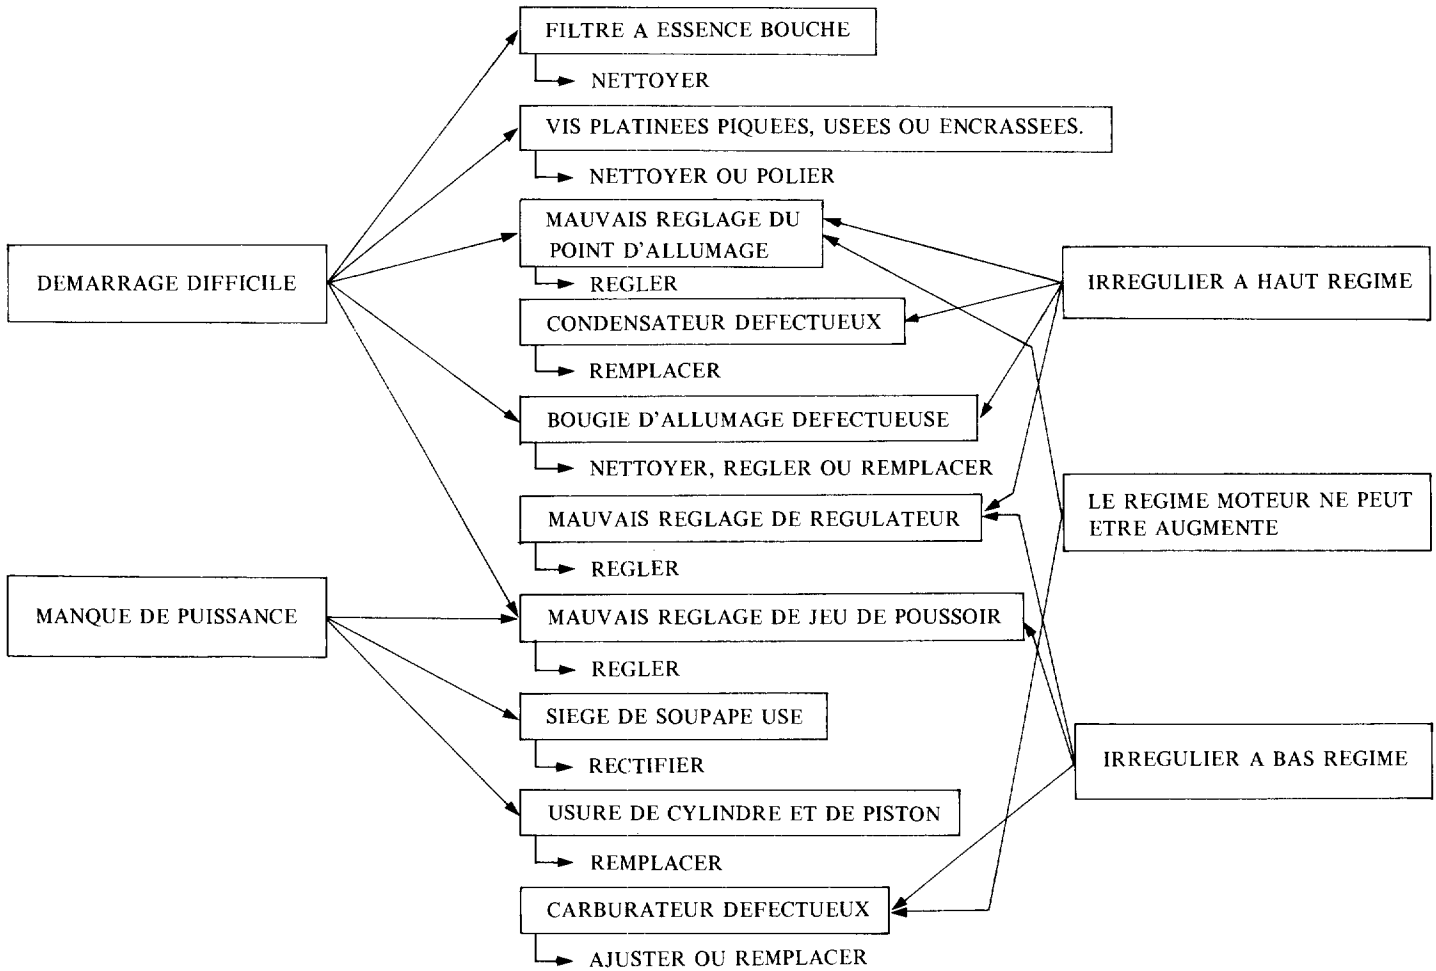 FILTRE A ESSENCE BOUCHE
NETTOYER
VIS PLATINEES PIQUEES, USEES OU ENCRASSEES.
NETTOYER OU POLIER
MAUVAIS REGLAGE DU
POINT D'ALLUMAGE
REGLER
DEMARRAGE DIFFICILE
IRREGULIER A HAUT REGIME
CONDENSATEUR DEFECTUEUX
REMPLACER
BOUGIE D'ALLUMAGE DEFECTUEUSE
NETTOYER, REGLER OU REMPLACER
MAUVAIS REGLAGE DE REGULATEUR
REGLER
LE REGIME MOTEUR NE PEUT
ETRE AUGMENTE
MANQUE DE PUISSANCE
MAUVAIS REGLAGE DE JEU DE POUSSOIR
REGLER
SIEGE DE SOUPAPE USE
RECTIFIER
IRREGULIER A BAS REGIME
USURE DE CYLINDRE ET DE PISTON
REMPLACER
CARBURATEUR DEFECTUEUX
AJUSTER OU REMPLACER